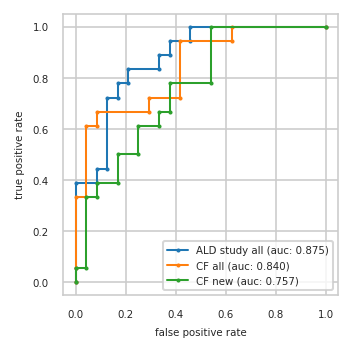 1.0
0.8
0.6
0.4
0.2
0.0
true positive rate
ALD study all (auc: 0.875)
CF all (auc: 0.840)
CF new (auc: 0.757)
0.0 0.2 0.4 0.6 0.8 1.0
false positive rate